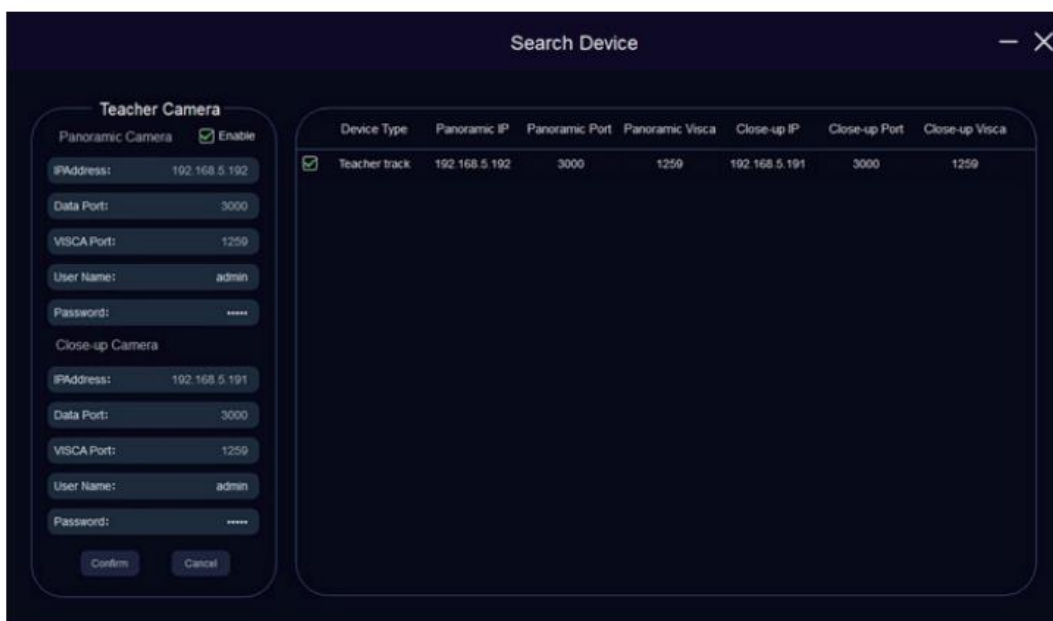 Search Device
Teacher Camera
Panoramic Camera Enable
IPAddress: 192.168.5.192
Data Port: 3000
VISCA Port: 1259
User Name: admin
Password: •••••
Close-up Camera
IPAddress: 192.168.5.191
Data Port: 3000
VISCA Port: 1259
User Name: admin
Password: •••••
Confirm Cancel
Device Type Panoramic IP Panoramic Port Panoramic Visca Close-up IP Close-up Port Close-up Visca
Teacher track 192.168.5.192 3000 1259 192.168.5.191 3000 1259